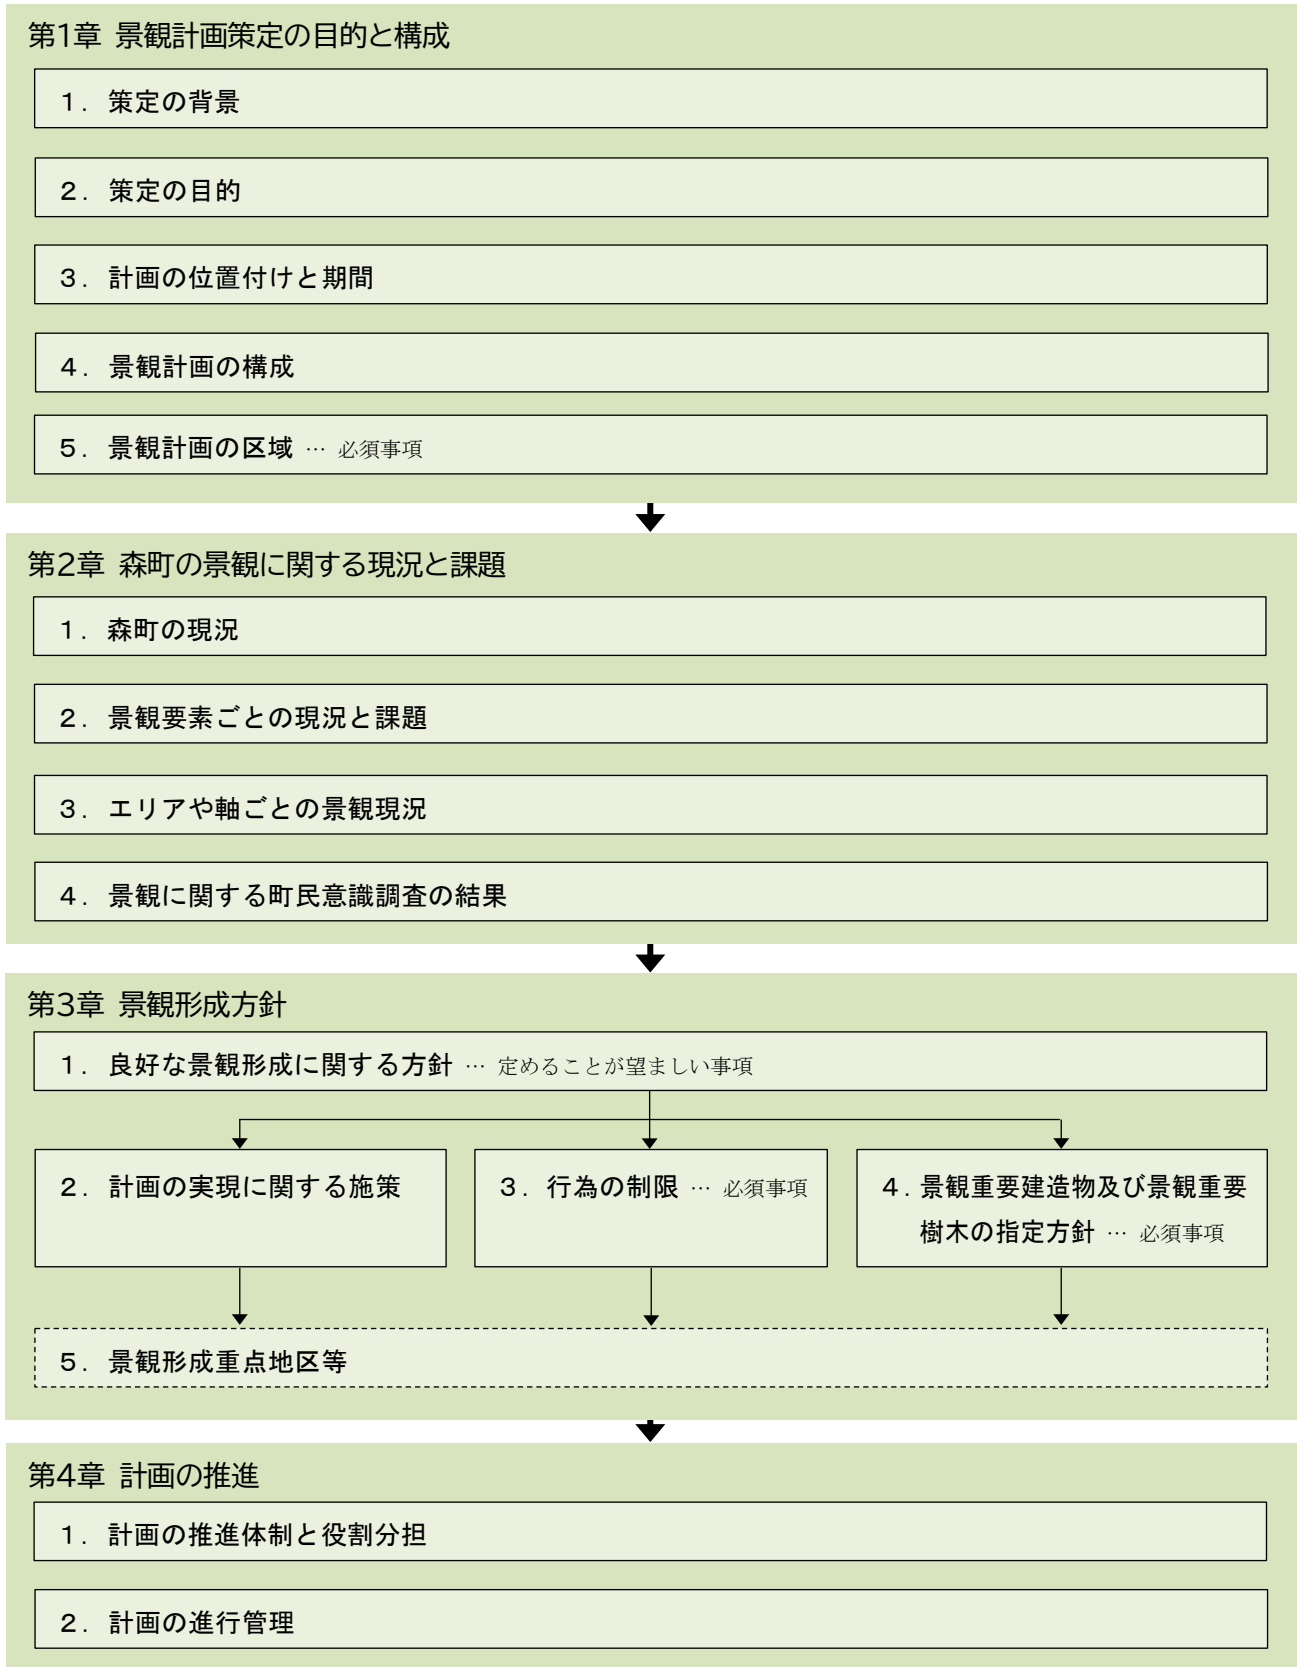 第1章 景観計画策定の目的と構成
1. 策定の背景
2. 策定の目的
3. 計画の位置付けと期間
4. 景観計画の構成
5. 景観計画の区域 … 必須事項
第2章 森町の景観に関する現況と課題
1. 森町の現況
2. 景観要素ごとの現況と課題
3. エリアや軸ごとの景観現況
4. 景観に関する町民意識調査の結果
第3章 景観形成方針
1. 良好な景観形成に関する方針 … 定めることが望ましい事項
2. 計画の実現に関する施策
3. 行為の制限 … 必須事項
4. 景観重要建造物及び景観重要
樹木の指定方針 … 必須事項
5. 景観形成重点地区等
第4章 計画の推進
1. 計画の推進体制と役割分担
2. 計画の進行管理